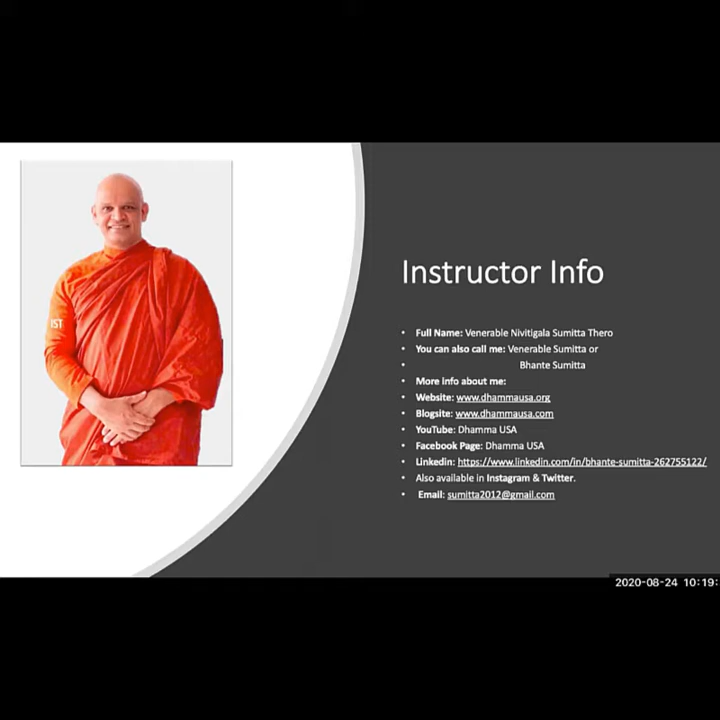 IST
Instructor Info
• Full Name: Venerable Nivitigala Sumitta Thero
• You can also call me: Venerable Sumitta or
• Bhante Sumitta
• More info about me:
• Website: www.dhammausa.org
• Blogsite: www.dhammausa.com
• YouTube: Dhamma USA
• Facebook Page: Dhamma USA
• Linkedin: https://www.linkedin.com/in/bhante-sumitta-262755122/
• Also available in Instagram & Twitter.
• Email: sumitta2012@gmail.com
2020-08-24 10:19: